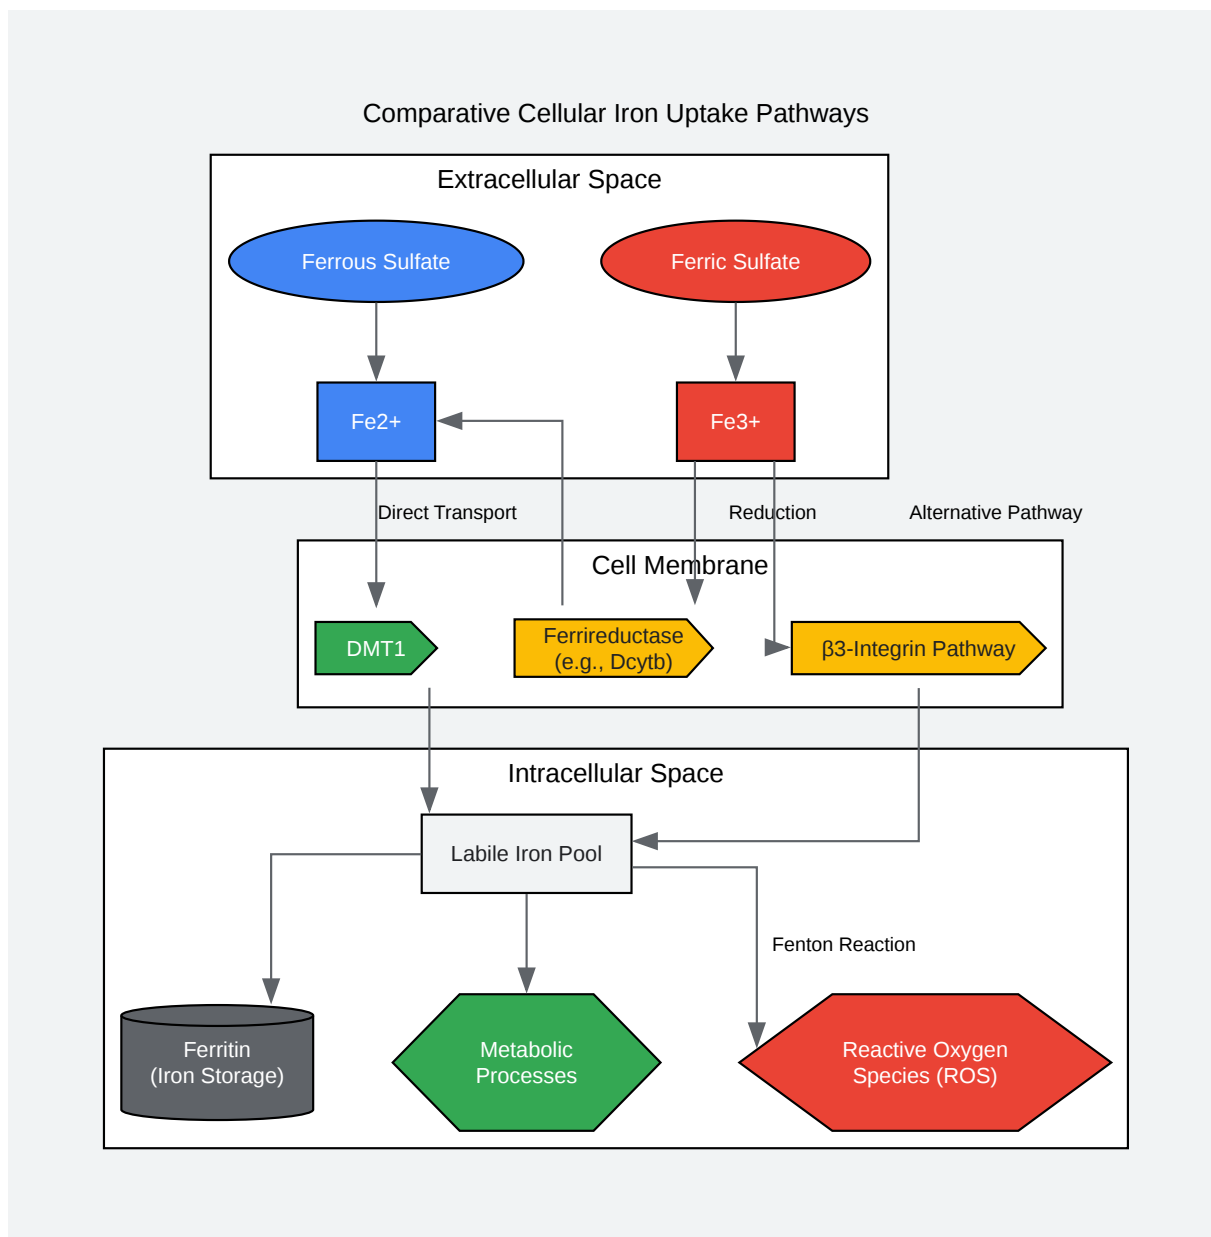 Comparative Cellular Iron Uptake Pathways
Extracellular Space
Ferrous Sulfate
Ferric Sulfate
Fe2+
Fe3+
Direct Transport
Reduction
Alternative Pathway
Cell Membrane
DMT1
Ferrireductase
(e.g., Dcytb)
β3-Integrin Pathway
Intracellular Space
Labile Iron Pool
Fenton Reaction
Ferritin
(Iron Storage)
Metabolic
Processes
Reactive Oxygen
Species (ROS)